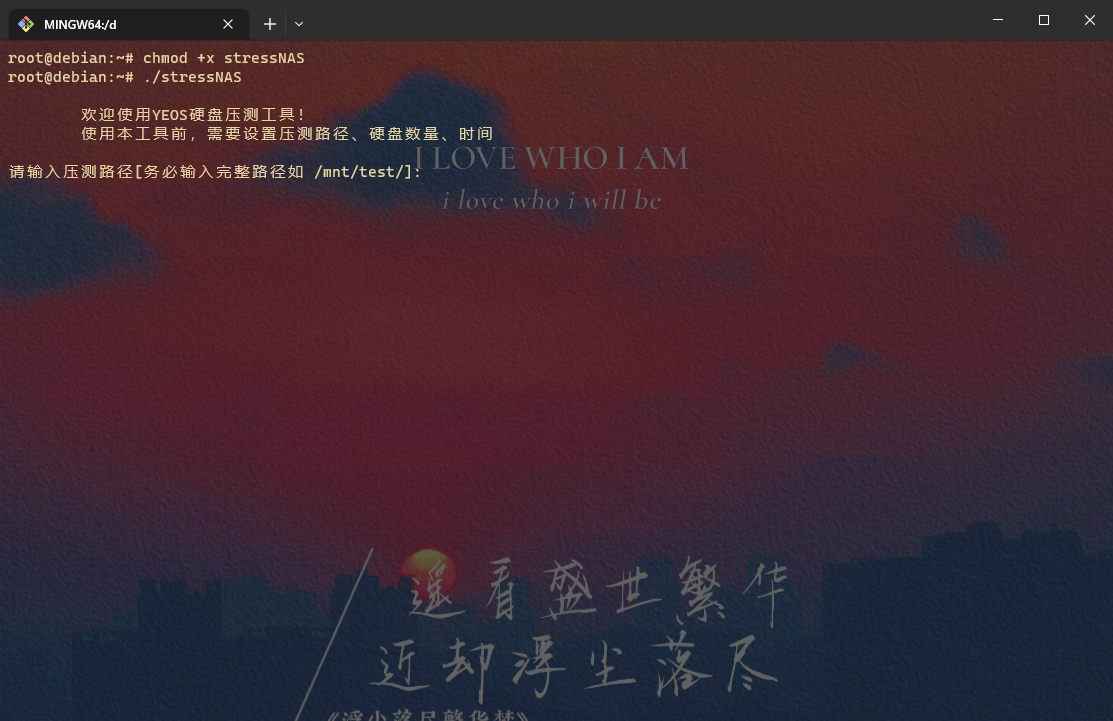 MINGW64:/d
root@debian:~# chmod +x stressNAS
root@debian:~# ./stressNAS
欢迎使用YEOS硬盘压测工具！
使用本工具前，需要设置压测路径、硬盘数量、时间
I LOVE WHO I AM
请输入压测路径[务必输入完整路径如 /mnt/test/]:
i love who i will be
遥看盛世繁华
近却浮尘落尽